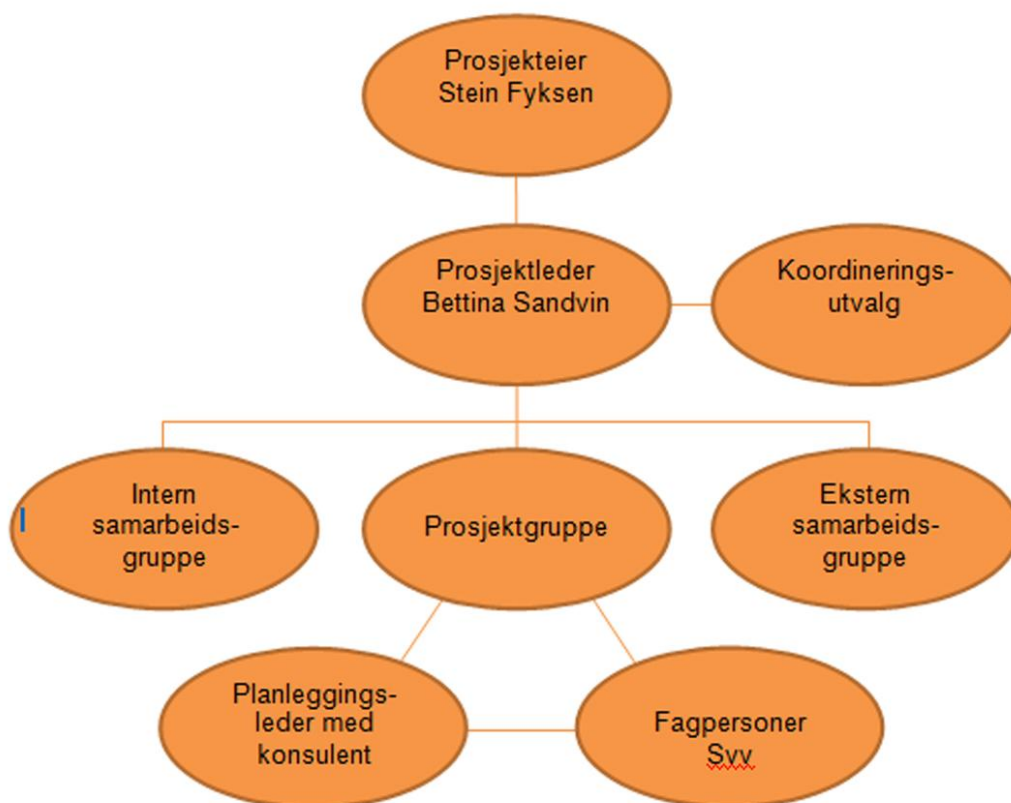 Prosjekteier
Stein Fyksen
Prosjektleder
Bettina Sandvin
Koordinerings-
utvalg
Intern
samarbeids-
gruppe
Prosjektgruppe
Ekstern
samarbeids-
gruppe
Planleggings-
leder med
konsulent
Fagpersoner
Svv